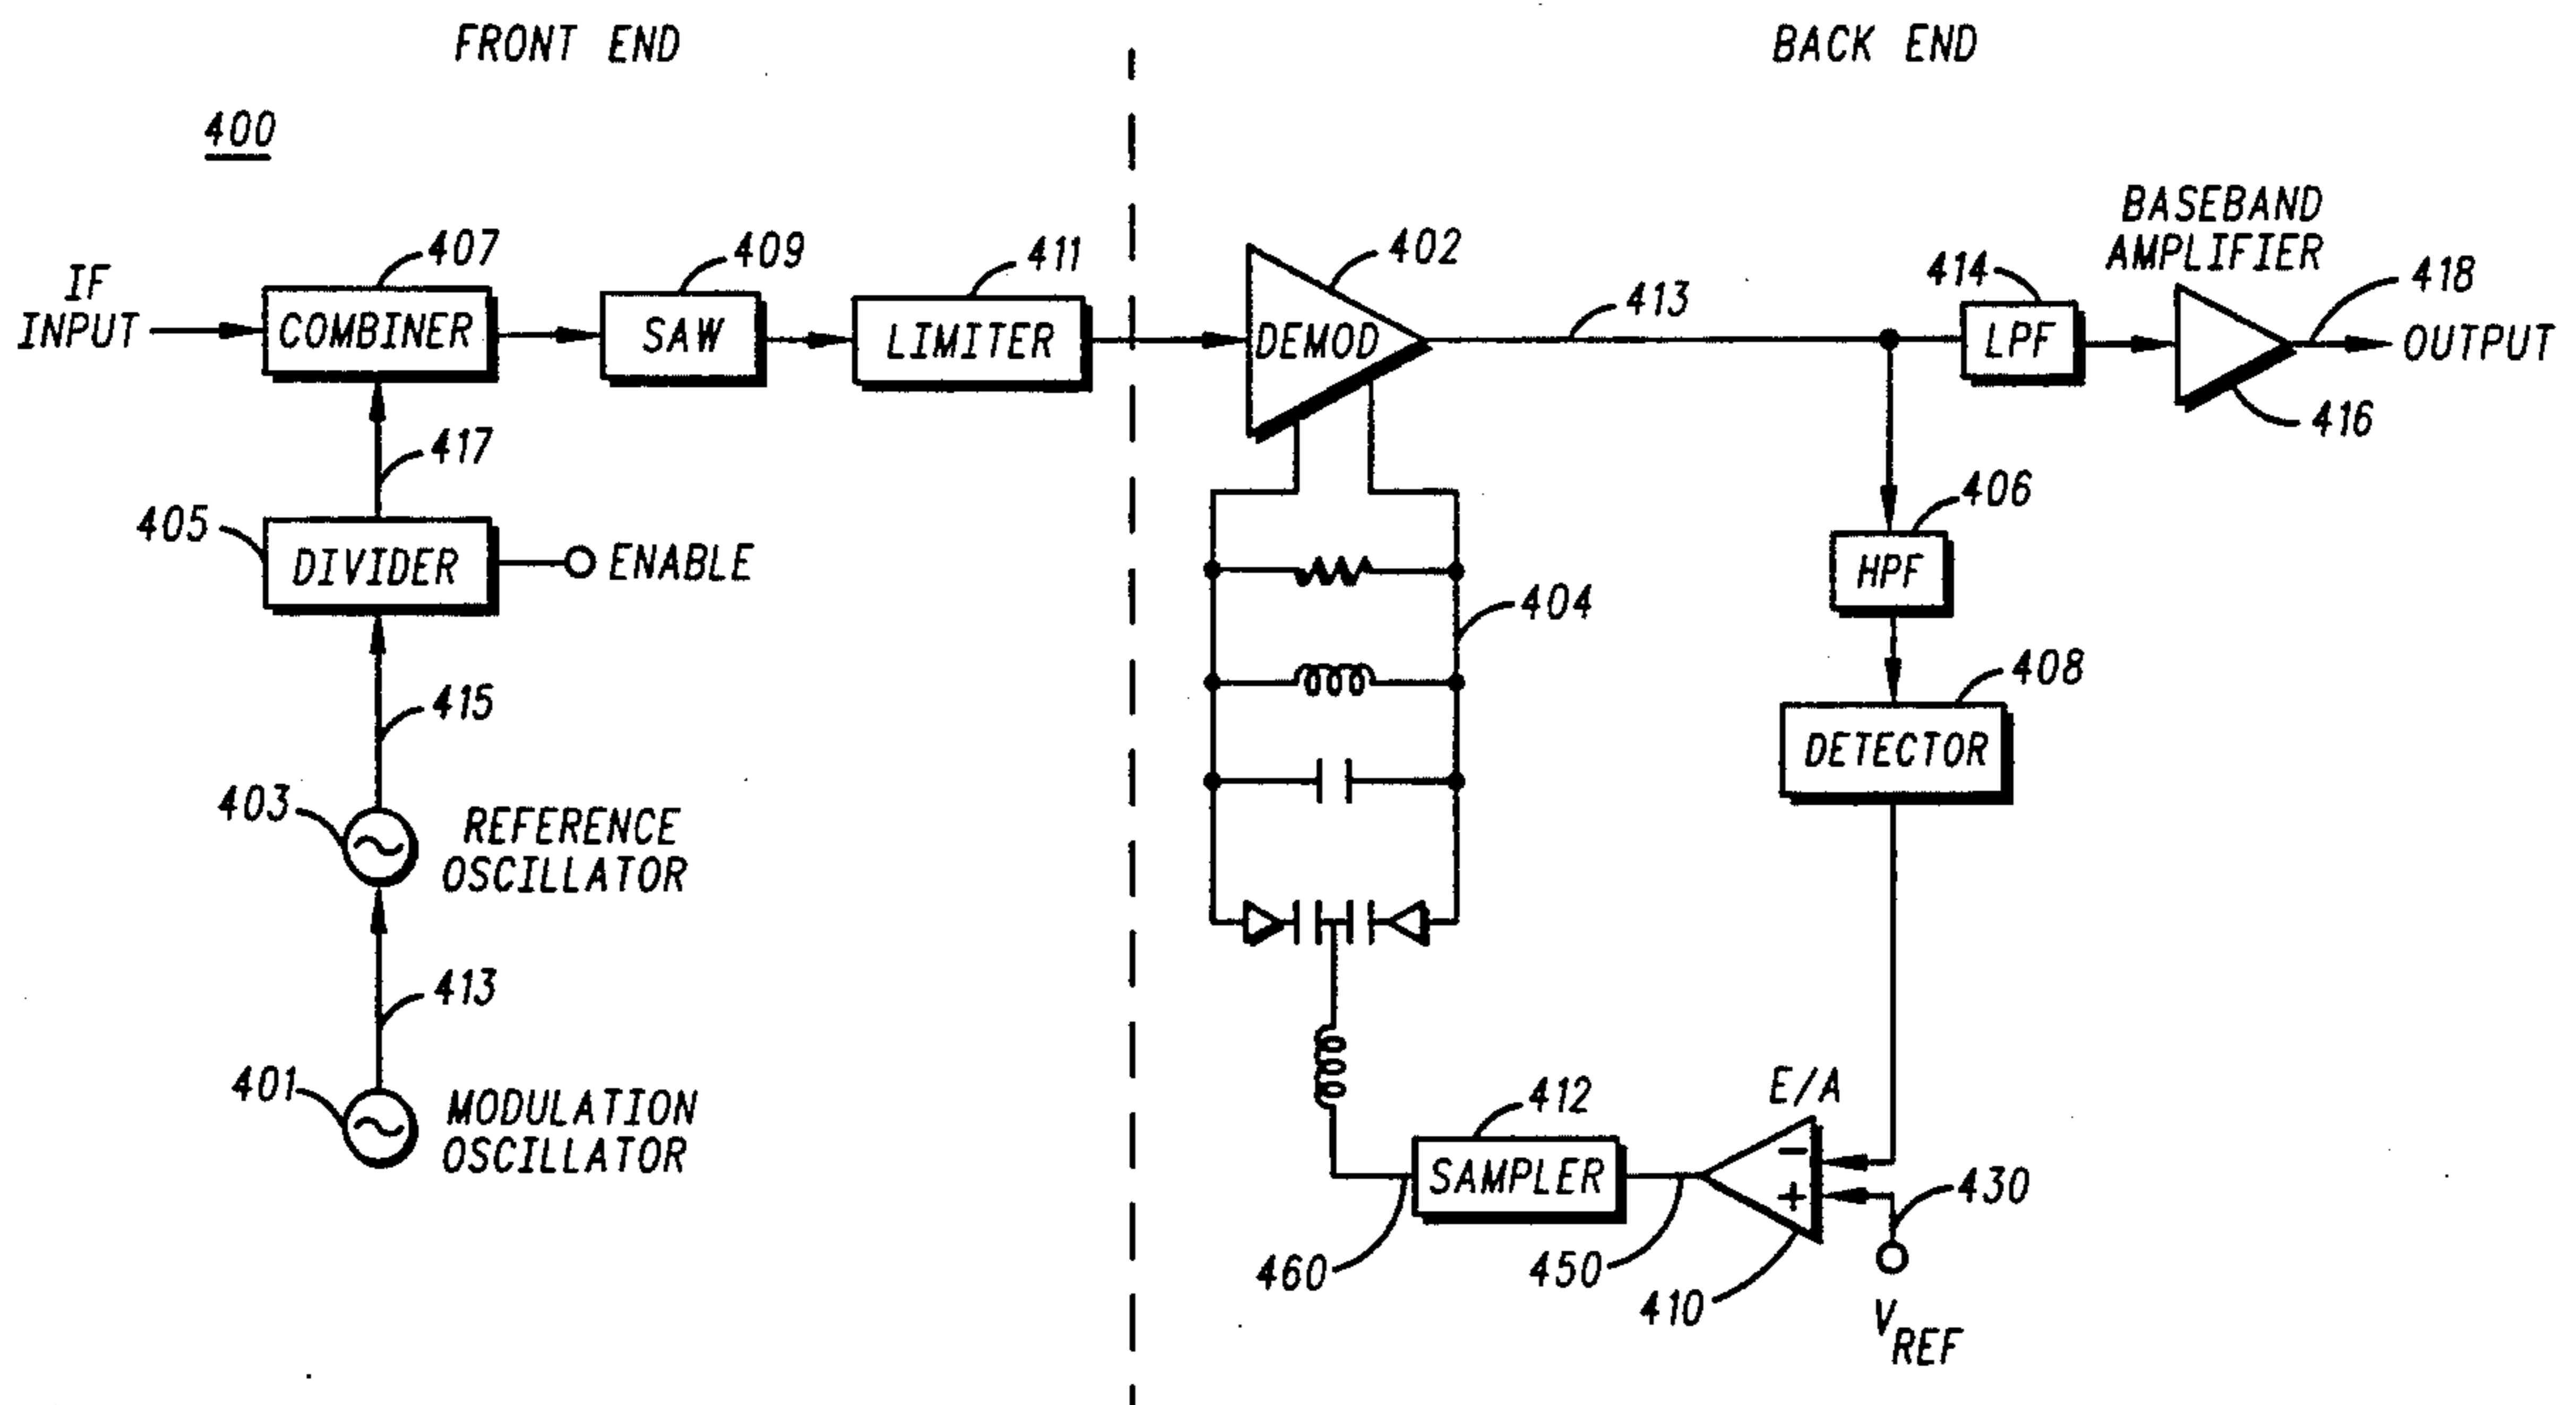 FRONT END
BACK END
400
IF
INPUT
407
COMBINER
409
SAW
411
LIMITER
402
DEMOD
413
414
LPF
BASEBAND
AMPLIFIER
418
OUTPUT
416
417
405
DIVIDER
ENABLE
406
HPF
404
415
408
DETECTOR
403
REFERENCE
OSCILLATOR
413
401
MODULATION
OSCILLATOR
412
SAMPLER
E/A
−
+
430
460
450
410
VREF